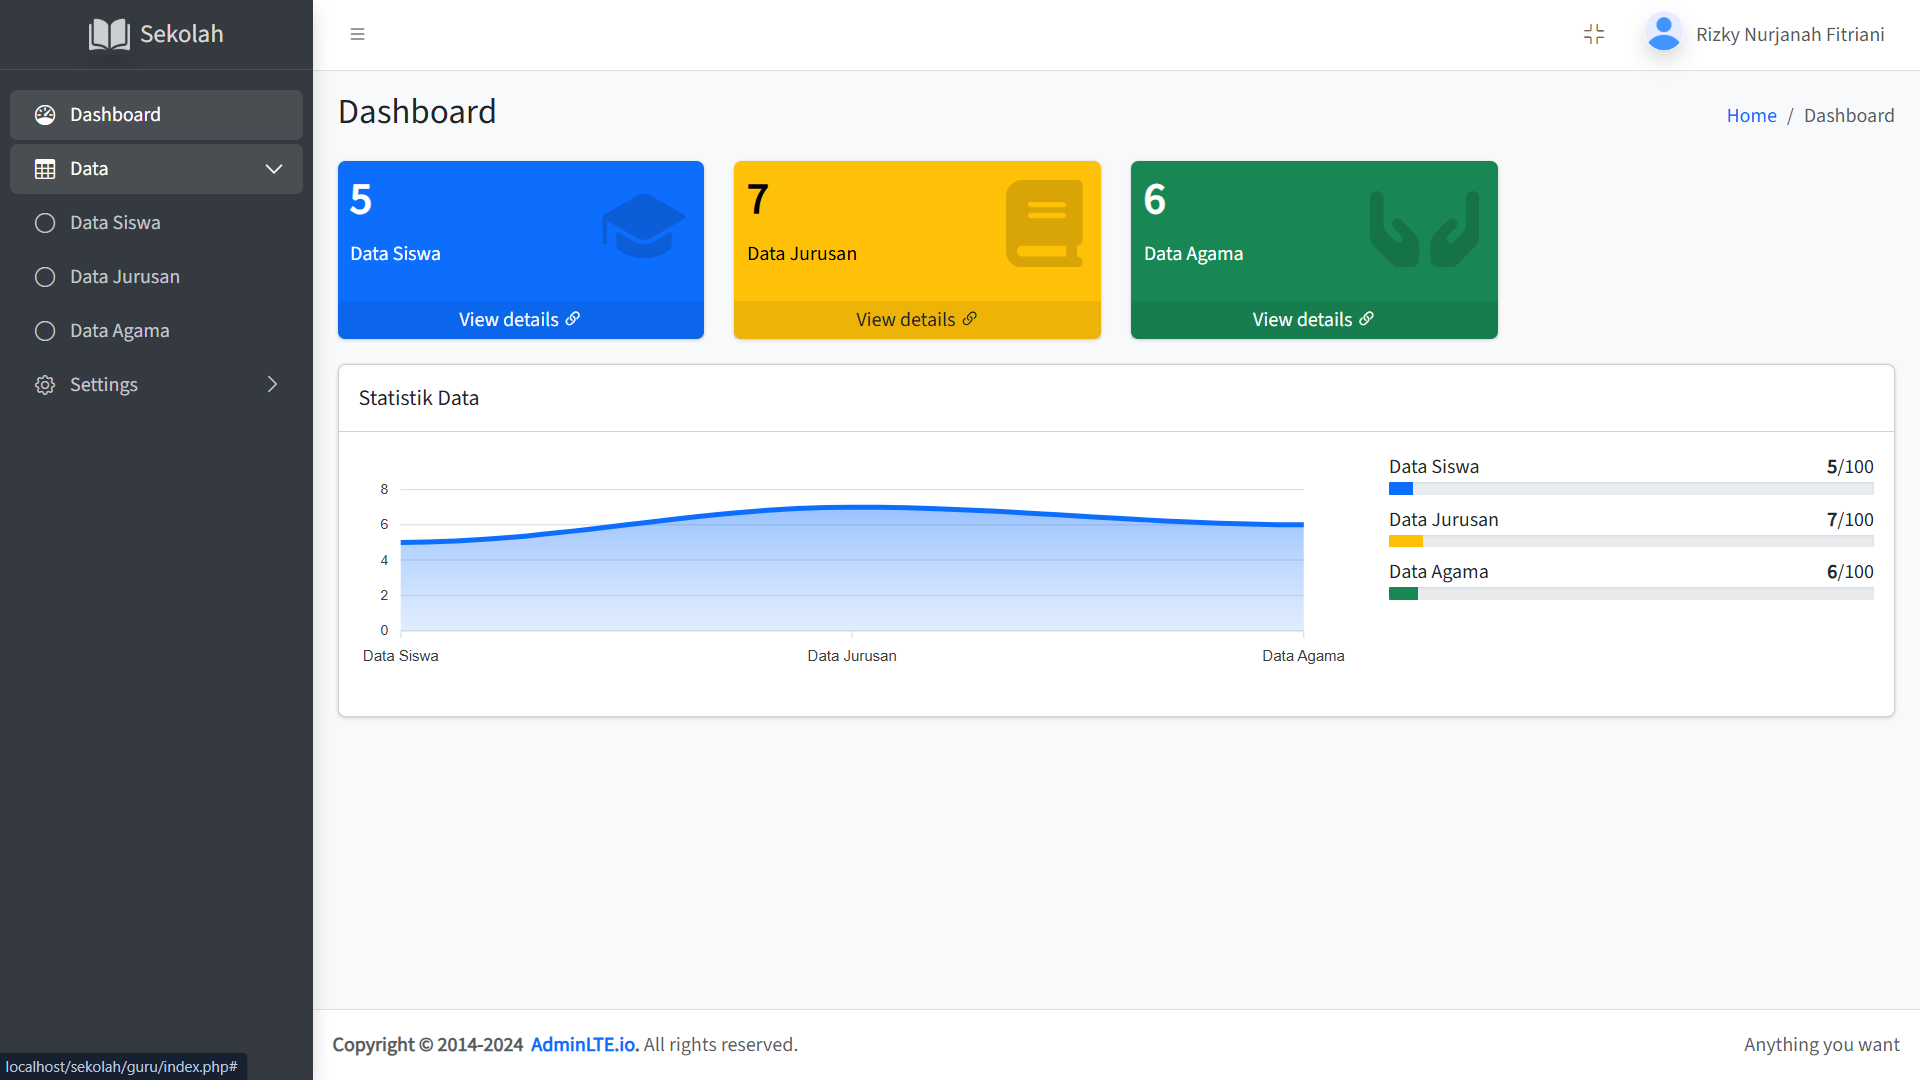 Sekolah
Rizky Nurjanah Fitriani
Dashboard
Data
Data Siswa
Data Jurusan
Data Agama
Settings
Dashboard
Home / Dashboard
5
Data Siswa
View details
7
Data Jurusan
View details
6
Data Agama
View details
Statistik Data
8
6
4
2
0
Data Siswa
Data Jurusan
Data Agama
Data Siswa 5/100
Data Jurusan 7/100
Data Agama 6/100
Copyright © 2014-2024 AdminLTE.io. All rights reserved.
Anything you want
localhost/sekolah/guru/index.php#